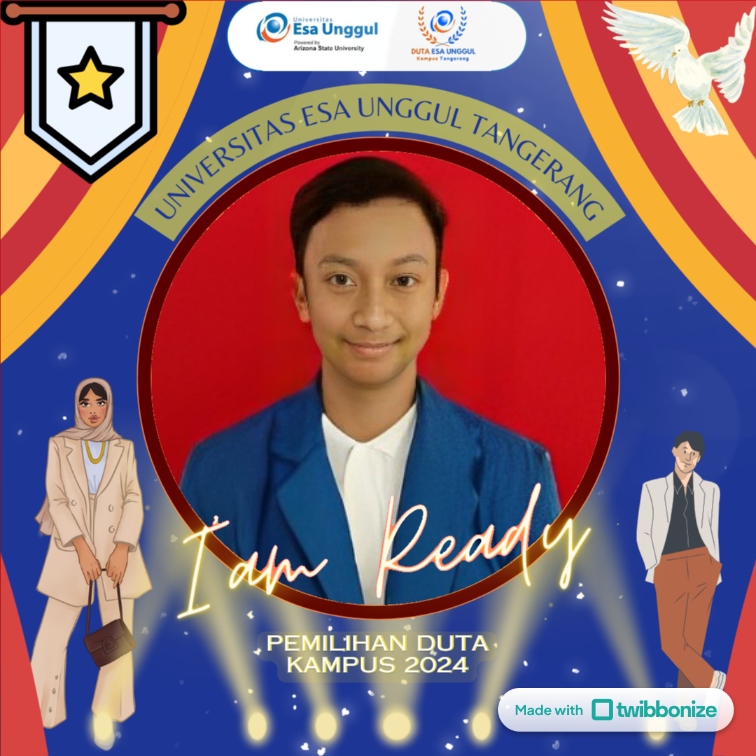 Universitas
Esa Unggul
Powered by
Arizona State University
DUTA ESA UNGGUL
Kampus Tangerang
UNIVERSITAS ESA UNGGUL TANGERANG
I am Ready
PEMILIHAN DUTA
KAMPUS 2024
Made with twibbonize